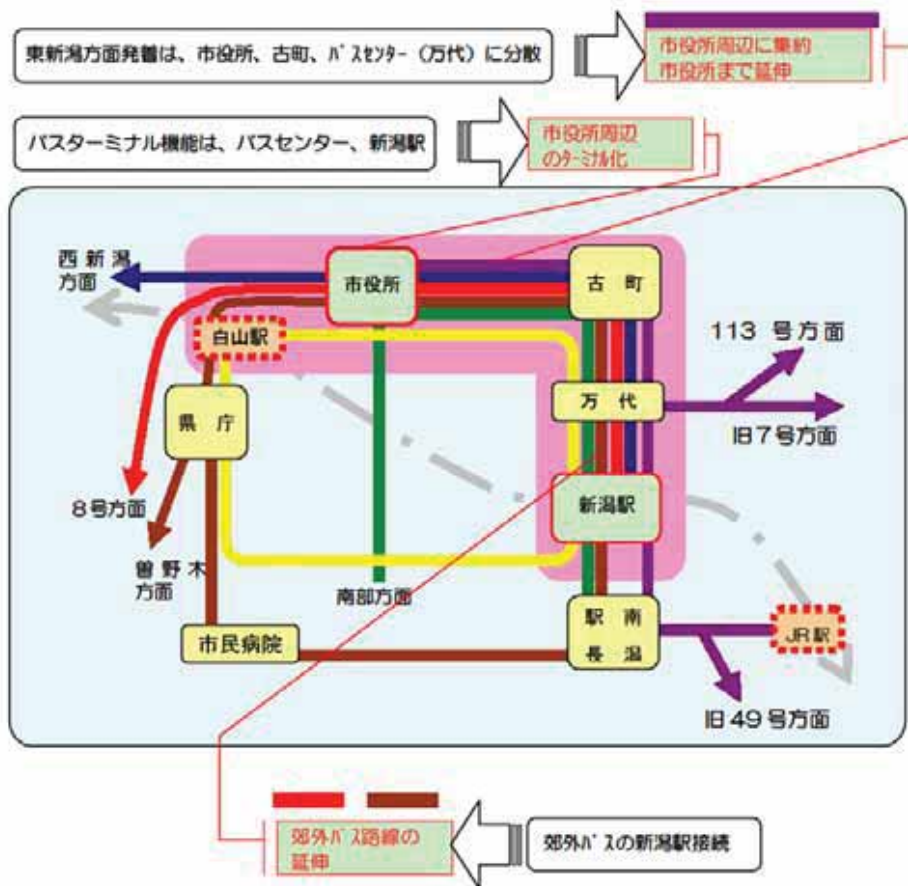 東新潟方面発着は、市役所、古町、バスセンター（万代）に分散
市役所周辺に集約
市役所まで延伸
バスターミナル機能は、バスセンター、新潟駅
市役所周辺
のターミナル化
西新潟
方面
市役所
古町
白山駅
113 号方面
万代
旧7号方面
県庁
新潟駅
8号方面
曽野木
方面
南部方面
駅南
長潟
市民病院
JR駅
旧49号方面
郊外バス路線の
延伸
郊外バスの新潟駅接続